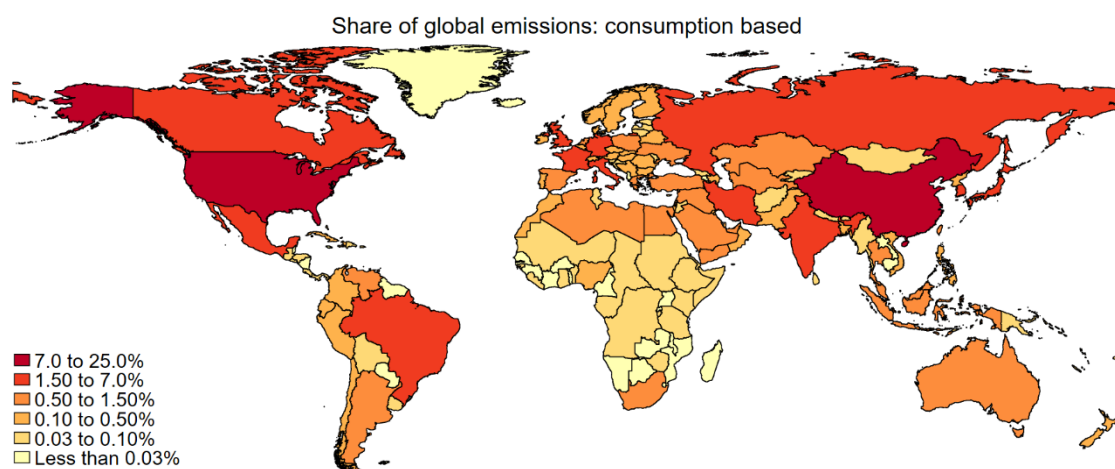 Share of global emissions: consumption based
7.0 to 25.0%
1.50 to 7.0%
0.50 to 1.50%
0.10 to 0.50%
0.03 to 0.10%
Less than 0.03%